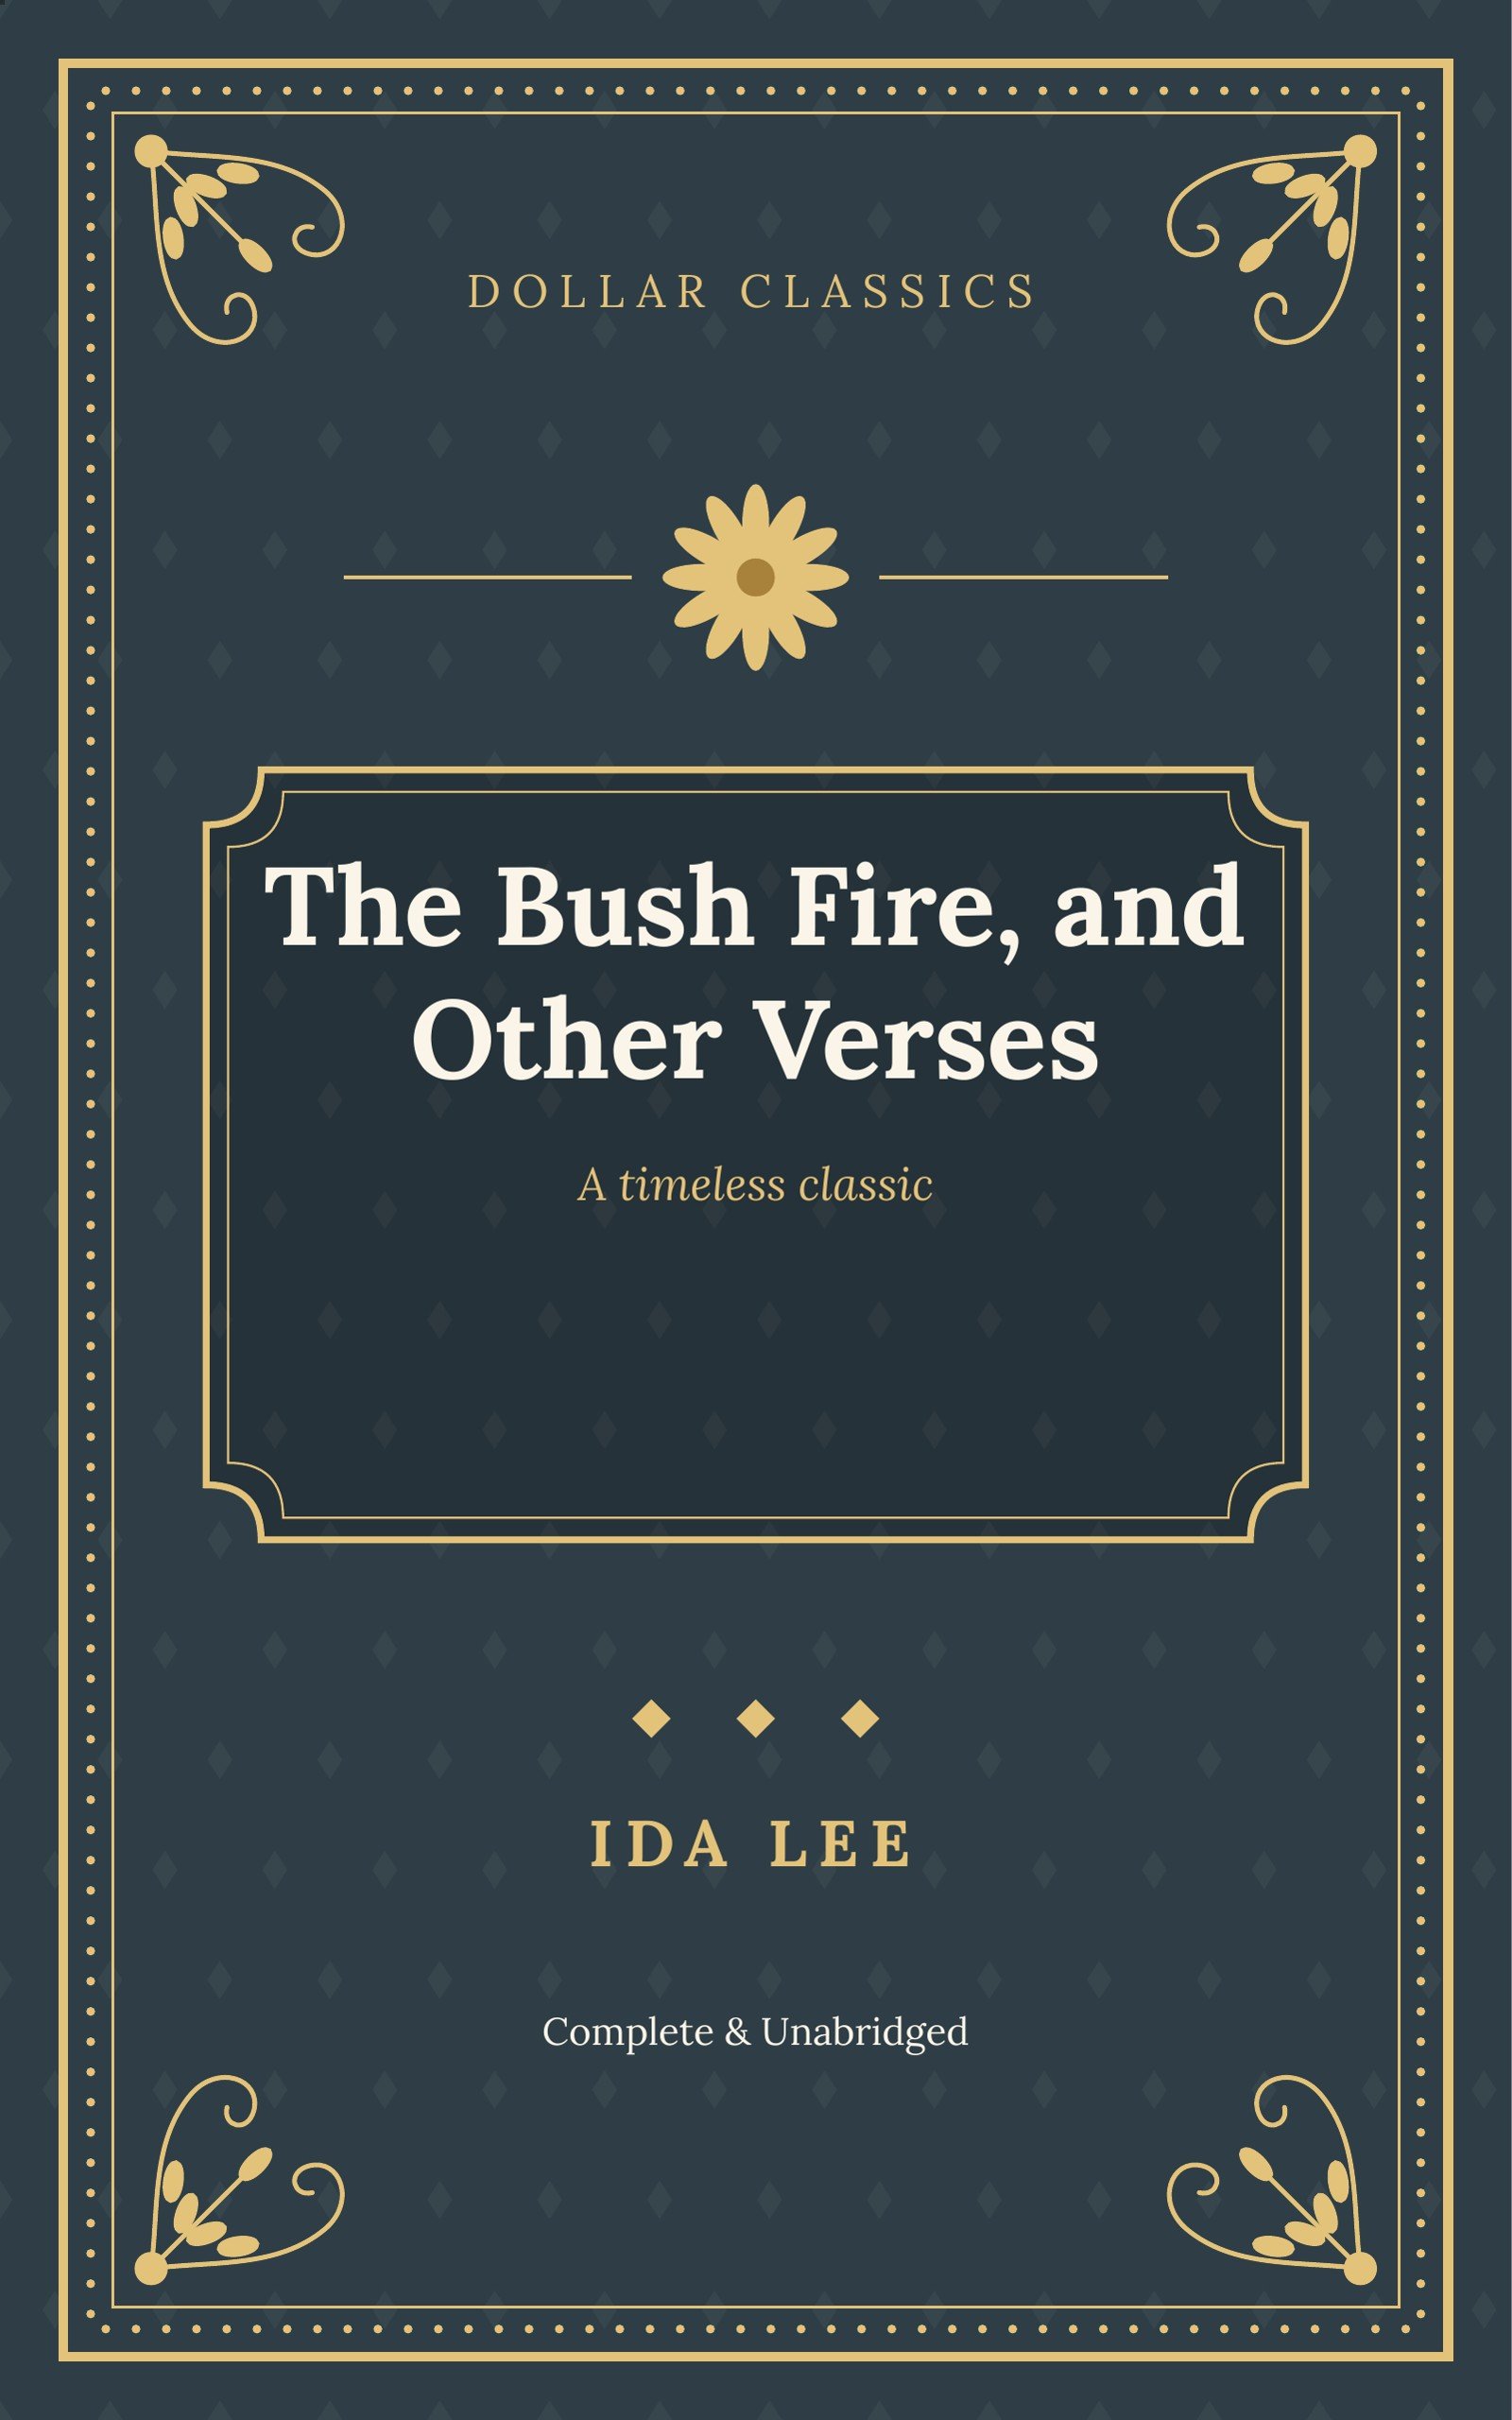 DOLLAR CLASSICS
The Bush Fire, and
Other Verses
A timeless classic
IDA LEE
Complete & Unabridged